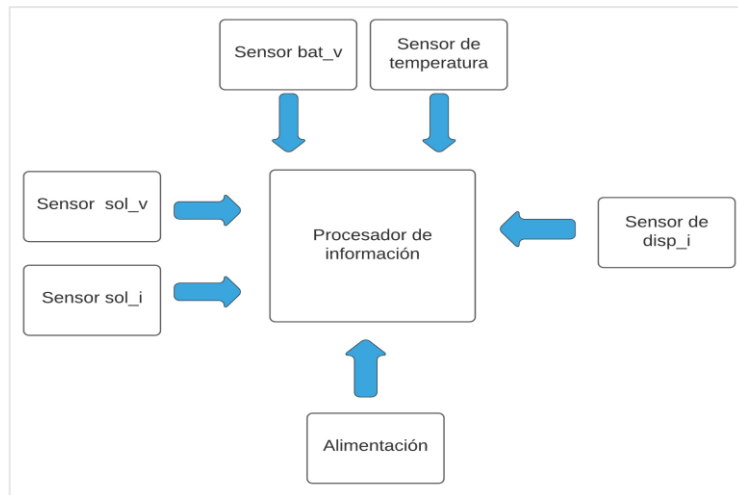 Sensor bat_v
Sensor de
temperatura
Sensor sol_v
Procesador de
información
Sensor de
disp_i
Sensor sol_i
Alimentación